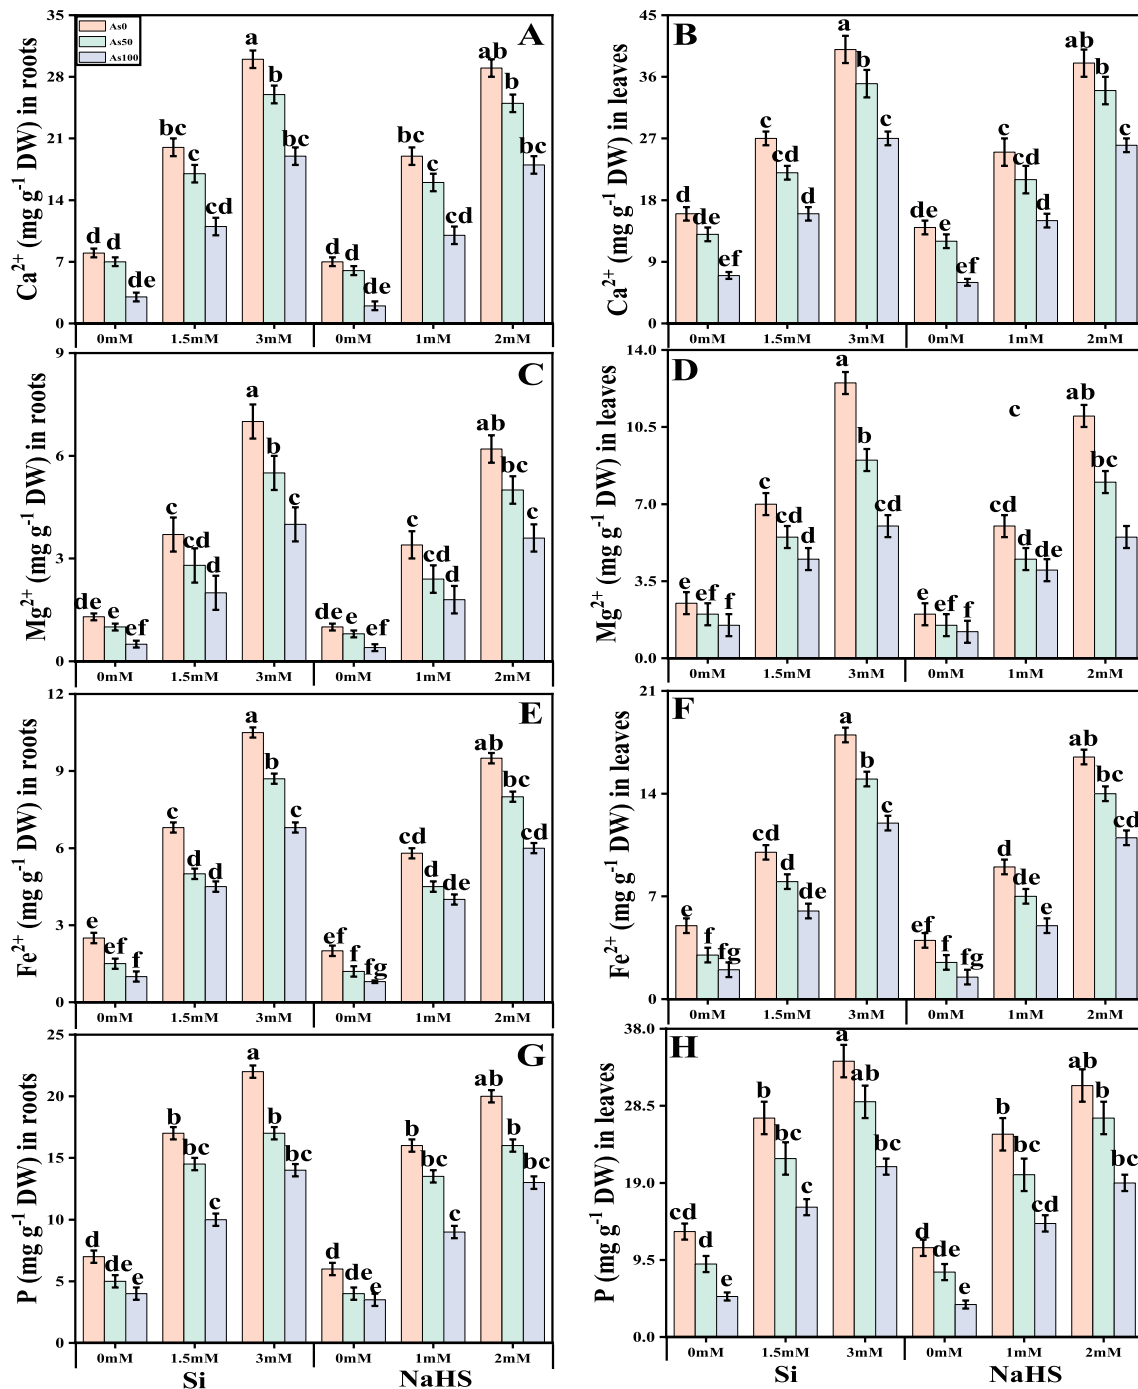 As0
As50
As100
A
Ca2+ (mg g-1 DW) in roots
35
28
21
14
7
0
d d de
bc c cd
a b bc
d d de
bc c cd
ab b bc
0mM 1.5mM 3mM 0mM 1mM 2mM
B
Ca2+ (mg g-1 DW) in leaves
45
36
27
18
9
0
d de ef
c cd d
a b c
de e ef
c cd d
ab b c
0mM 1.5mM 3mM 0mM 1mM 2mM
C
Mg2+ (mg g-1 DW) in roots
9
6
3
0
de e ef
c cd d
a b c
de e ef
c cd d
ab bc c
0mM 1.5mM 3mM 0mM 1mM 2mM
D
Mg2+ (mg g-1 DW) in leaves
14.0
10.5
7.0
3.5
0.0
e ef f
c cd d
a b cd
e ef f
c
cd d de
ab bc
0mM 1.5mM 3mM 0mM 1mM 2mM
E
Fe2+ (mg g-1 DW) in roots
12
9
6
3
0
e ef f
c d d
a b c
ef f fg
cd d de
ab bc cd
0mM 1.5mM 3mM 0mM 1mM 2mM
F
Fe2+ (mg g-1 DW) in leaves
21
14
7
0
e f fg
cd d de
a b c
ef f fg
d de e
ab bc cd
0mM 1.5mM 3mM 0mM 1mM 2mM
G
P (mg g-1 DW) in roots
25
20
15
10
5
0
d de e
b bc c
a b bc
d de e
b bc c
ab b bc
0mM 1.5mM 3mM 0mM 1mM 2mM
Si NaHS
H
P (mg g-1 DW) in leaves
38.0
28.5
19.0
9.5
0.0
cd d e
b bc c
a ab bc
d de e
b bc cd
ab b bc
0mM 1.5mM 3mM 0mM 1mM 2mM
Si NaHS